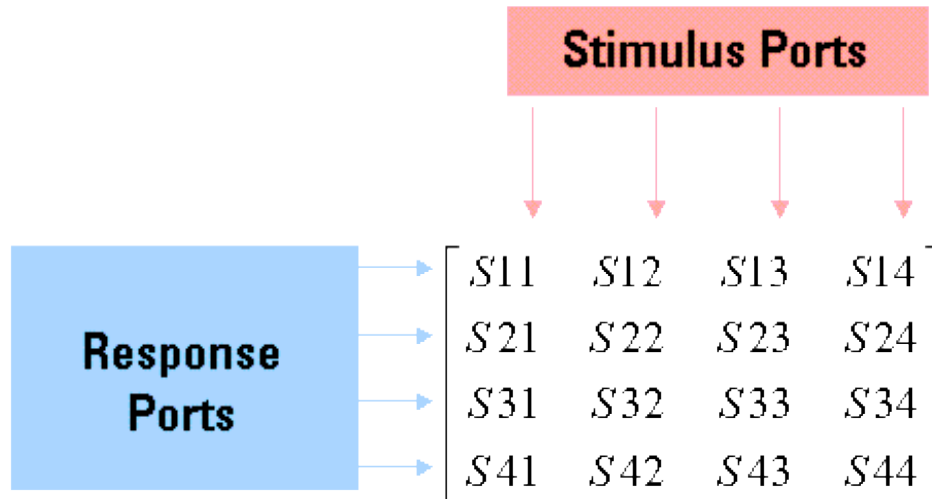 Stimulus Ports
S11 S12 S13 S14
Response
Ports
S21 S22 S23 S24
S31 S32 S33 S34
S41 S42 S43 S44